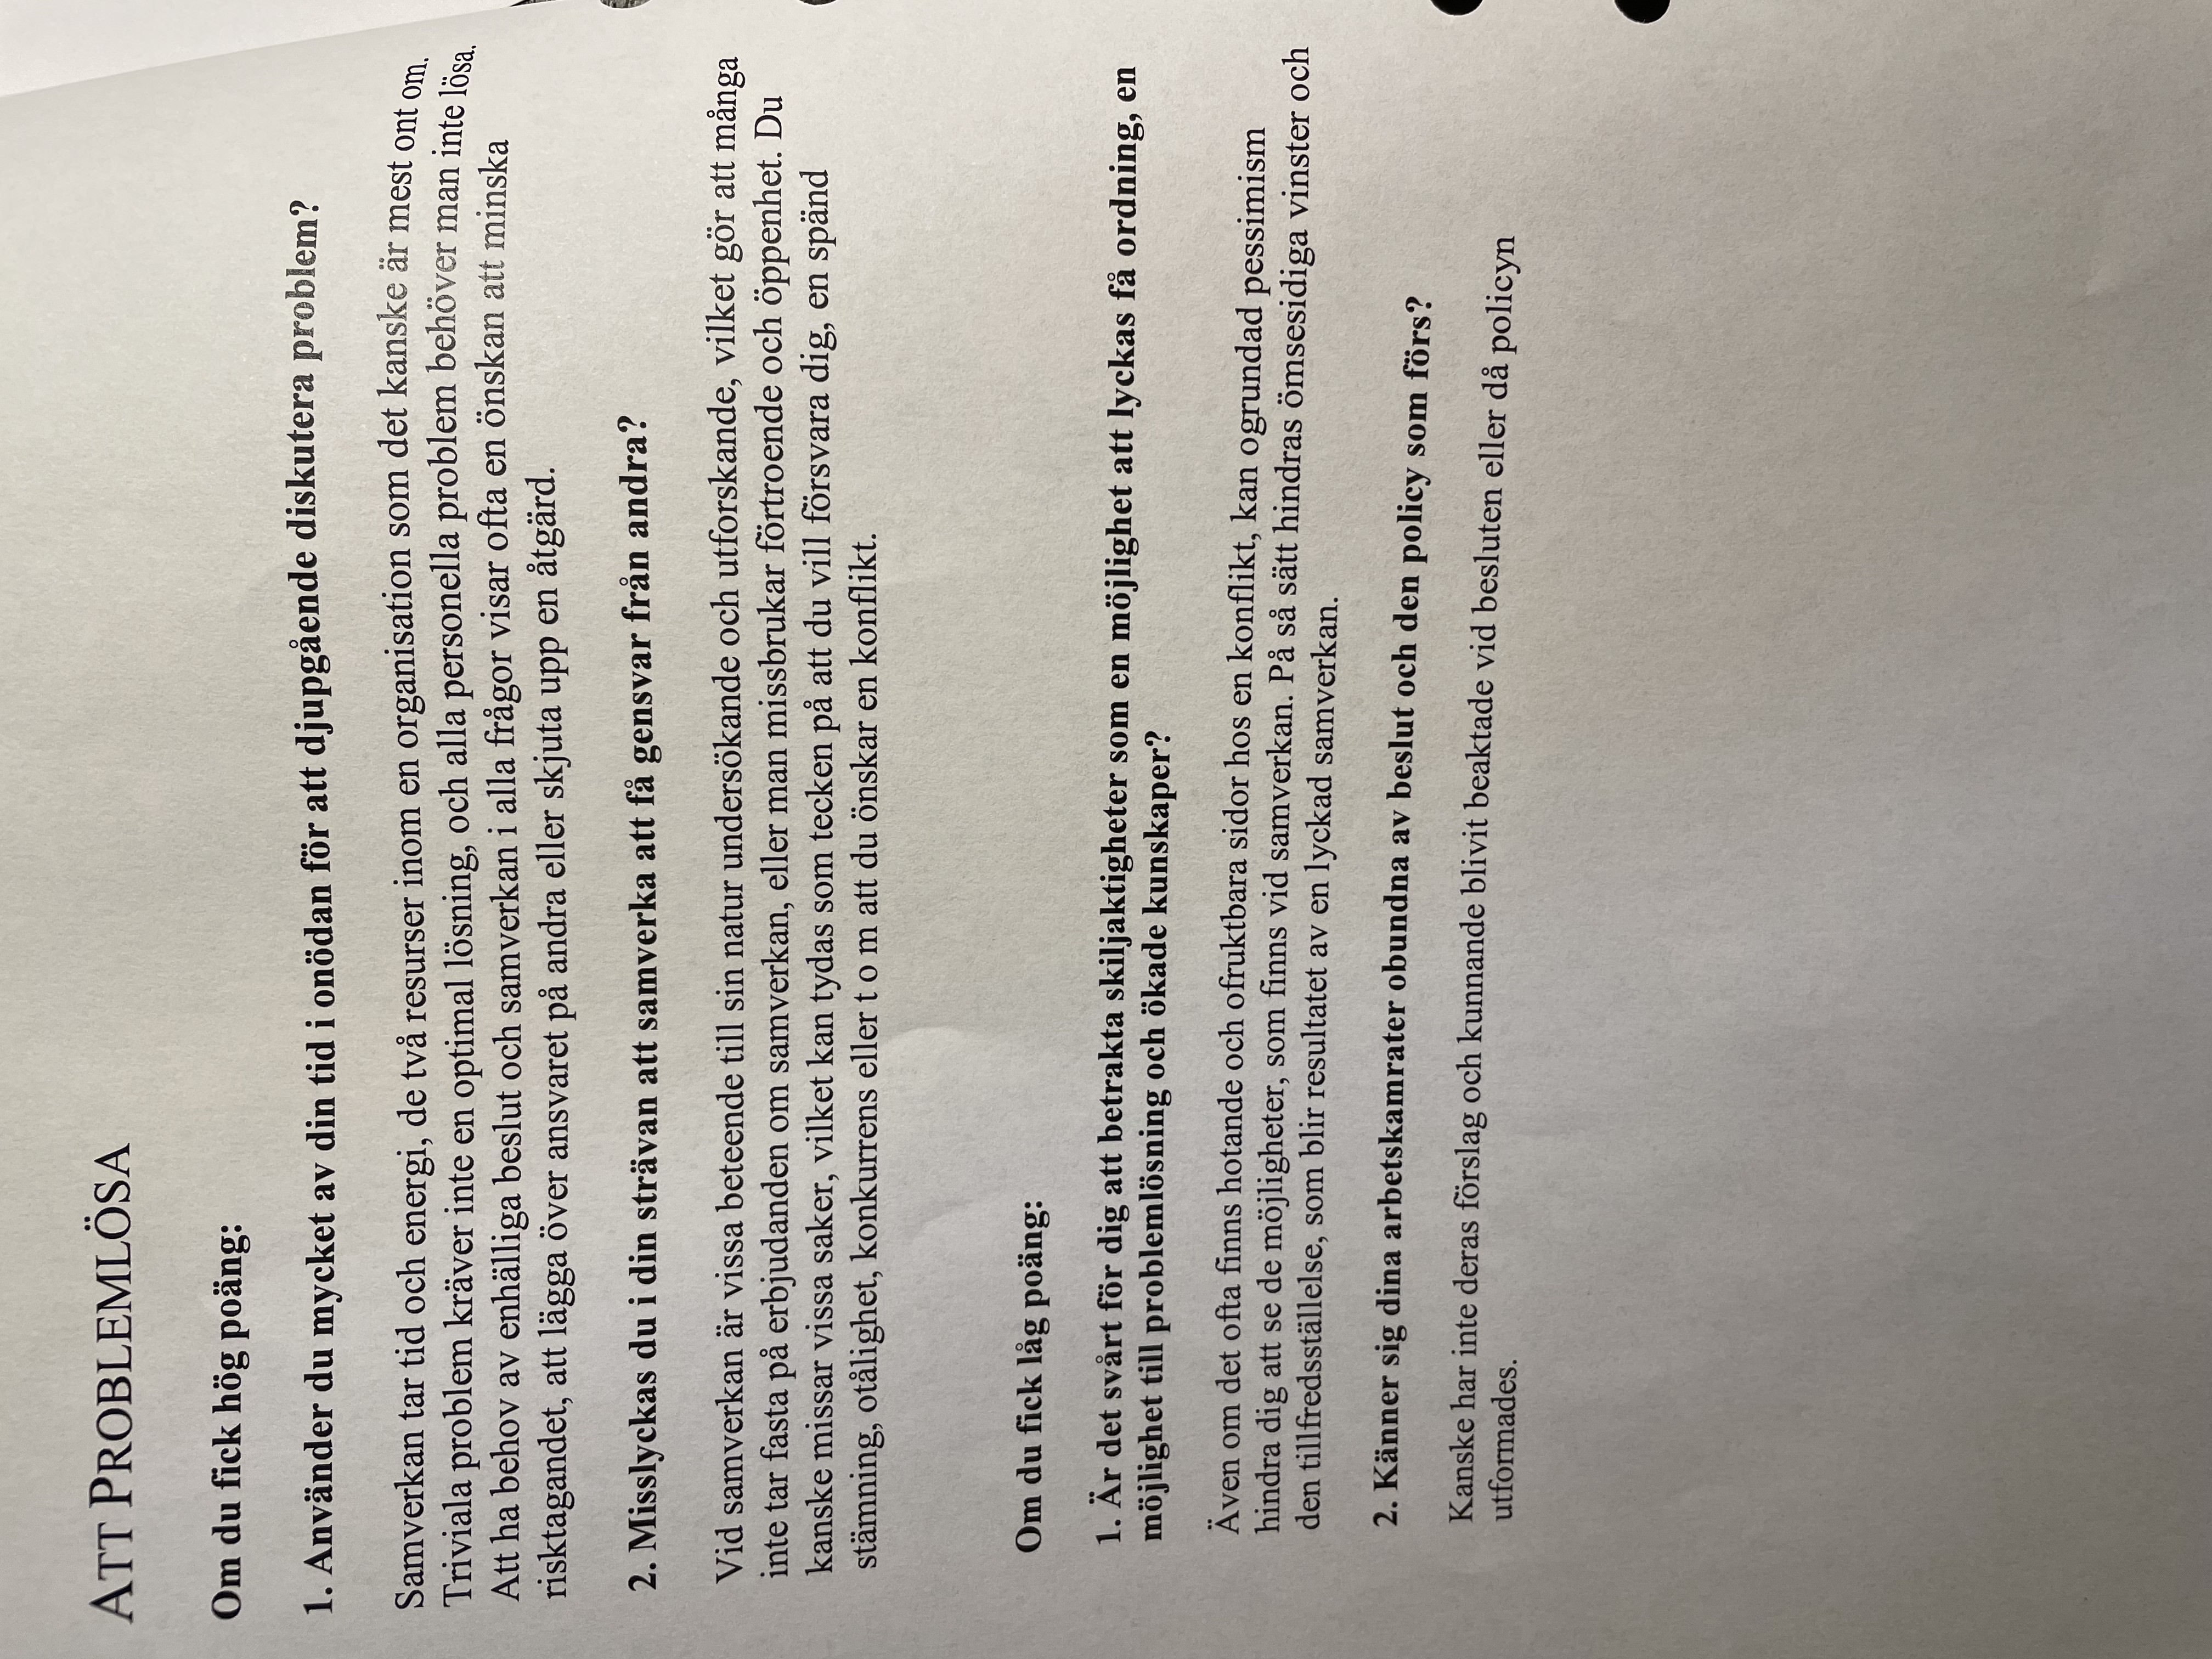 ATT PROBLEMLÖSA
Om du fick hög poäng:
1. Använder du mycket av din tid i onödan för att djupgående diskutera problem?
Samverkan tar tid och energi, de två resurser inom en organisation som det kanske är mest ont om.
Triviala problem kräver inte en optimal lösning, och alla personella problem behöver man inte lösa.
Att ha behov av enhälliga beslut och samverkan i alla frågor visar ofta en önskan att minska
risktagandet, att lägga över ansvaret på andra eller skjuta upp en åtgärd.
2. Misslyckas du i din strävan att samverka att få gensvar från andra?
Vid samverkan är vissa beteende till sin natur undersökande och utforskande, vilket gör att många
inte tar fasta på erbjudanden om samverkan, eller man missbrukar förtroende och öppenhet. Du
kanske missar vissa saker, vilket kan tydas som tecken på att du vill försvara dig, en spänd
stämning, otålighet, konkurrens eller t o m att du önskar en konflikt.
Om du fick låg poäng:
1. Är det svårt för dig att betrakta skiljaktigheter som en möjlighet att lyckas få ordning, en
möjlighet till problemlösning och ökade kunskaper?
Även om det ofta finns hotande och ofruktbara sidor hos en konflikt, kan ogrundad pessimism
hindra dig att se de möjligheter, som finns vid samverkan. På så sätt hindras ömsesidiga vinster och
den tillfredsställelse, som blir resultatet av en lyckad samverkan.
2. Känner sig dina arbetskamrater obundna av beslut och den policy som förs?
Kanske har inte deras förslag och kunnande blivit beaktade vid besluten eller då policyn
utformades.